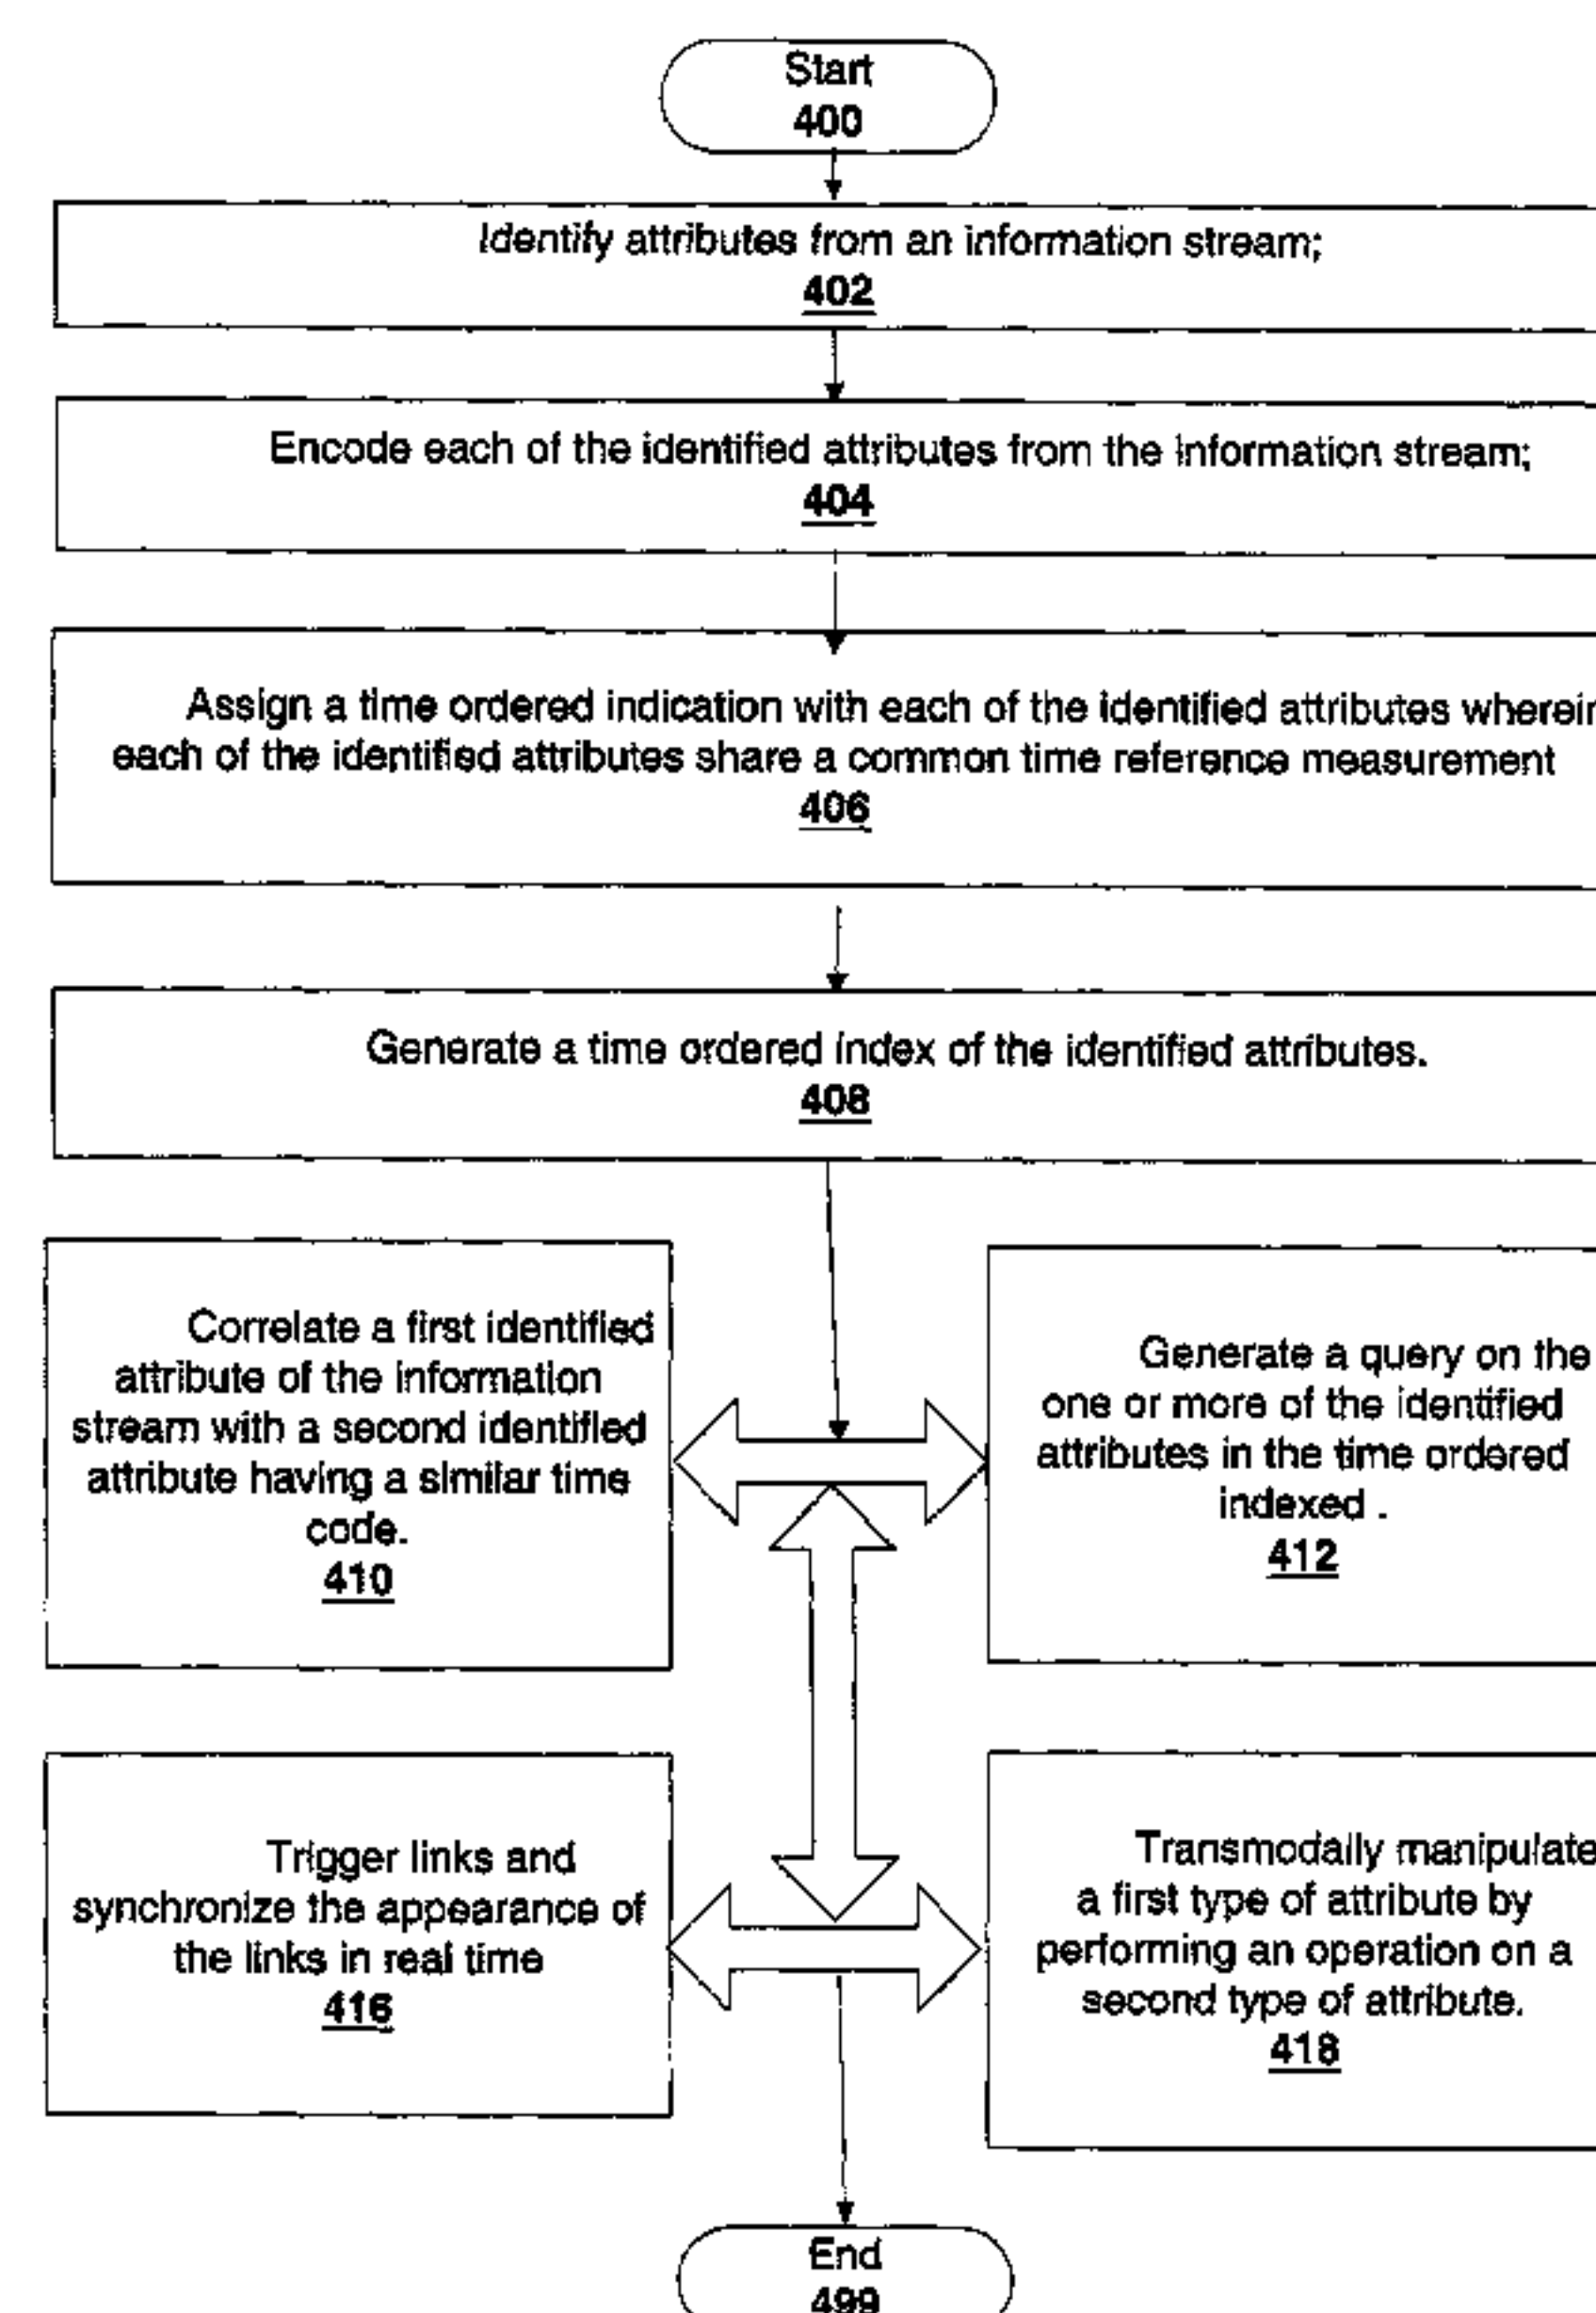 Start
400
Identify attributes from an information stream;
402
Encode each of the identified attributes from the information stream;
404
Assign a time ordered indication with each of the identified attributes wherein
each of the identified attributes share a common time reference measurement
406
Generate a time ordered index of the identified attributes.
408
Correlate a first identified
attribute of the information
stream with a second identified
attribute having a similar time
code.
410
Generate a query on the
one or more of the identified
attributes in the time ordered
indexed .
412
Trigger links and
synchronize the appearance of
the links in real time
416
Transmodally manipulate
a first type of attribute by
performing an operation on a
second type of attribute.
418
End
499